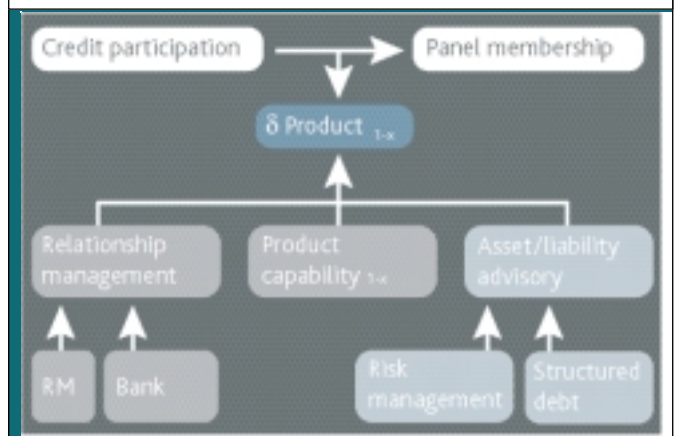 Credit participation
Panel membership
δ Product 1-x
Relationship
management
Product
capability 1-x
Asset/liability
advisory
RM
Bank
Risk
management
Structured
debt